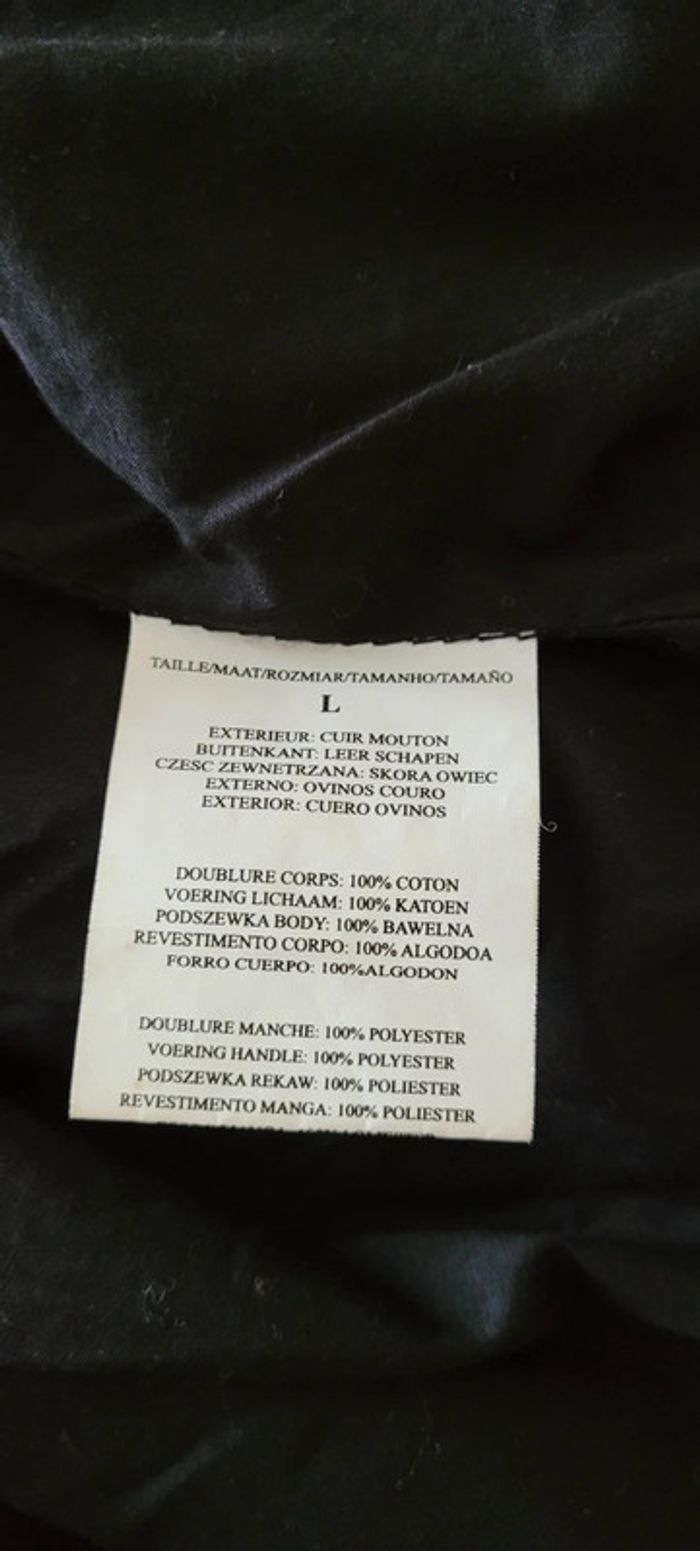 TAILLE/MAAT/ROZMIAR/TAMANHO/TAMAÑO
L
EXTERIEUR: CUIR MOUTON
BUITENKANT: LEER SCHAPEN
CZESC ZEWNETRZANA: SKORA OWIEC
EXTERNO: OVINOS COURO
EXTERIOR: CUERO OVINOS
DOUBLURE CORPS: 100% COTON
VOERING LICHAAM: 100% KATOEN
PODSZEWKA BODY: 100% BAWELNA
REVESTIMENTO CORPO: 100% ALGODOA
FORRO CUERPO: 100%ALGODON
DOUBLURE MANCHE: 100% POLYESTER
VOERING HANDLE: 100% POLYESTER
PODSZEWKA REKAW: 100% POLIESTER
REVESTIMENTO MANGA: 100% POLIESTER